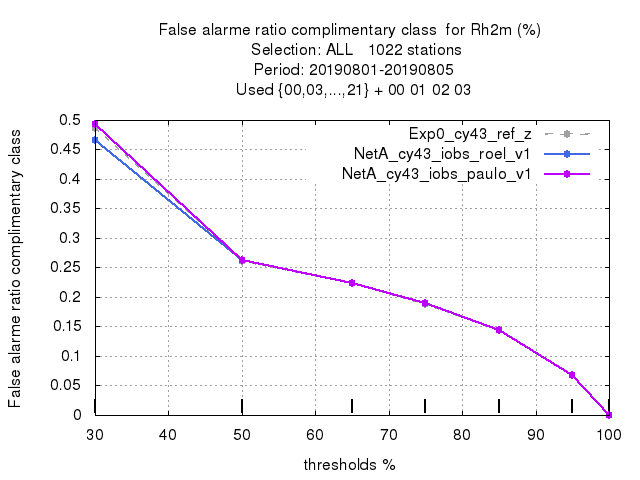 False alarme ratio complimentary class  for Rh2m (%)
Selection: ALL   1022 stations
Period: 20190801-20190805
Used {00,03,...,21} + 00 01 02 03
Exp0_cy43_ref_z
NetA_cy43_iobs_roel_v1
NetA_cy43_iobs_paulo_v1
False alarme ratio complimentary class
0.5
0.45
0.4
0.35
0.3
0.25
0.2
0.15
0.1
0.05
0
30 40 50 60 70 80 90 100
thresholds %